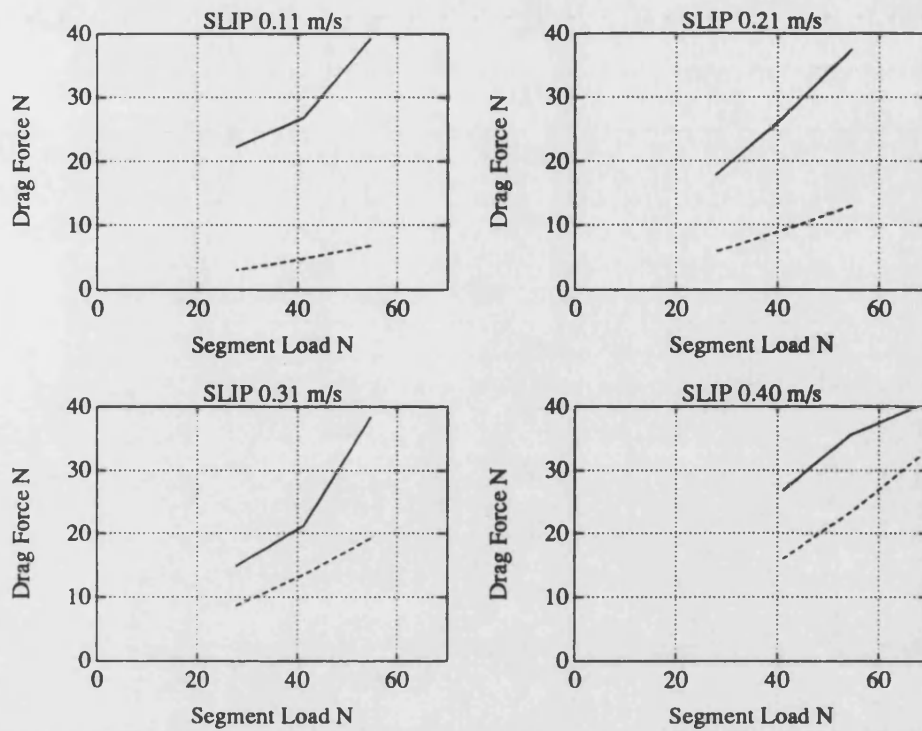 SLIP 0.11 m/s
40
30
20
10
0
Drag Force N
0 20 40 60
Segment Load N
SLIP 0.21 m/s
40
30
20
10
0
Drag Force N
0 20 40 60
Segment Load N
SLIP 0.31 m/s
40
30
20
10
0
Drag Force N
0 20 40 60
Segment Load N
SLIP 0.40 m/s
40
30
20
10
0
Drag Force N
0 20 40 60
Segment Load N